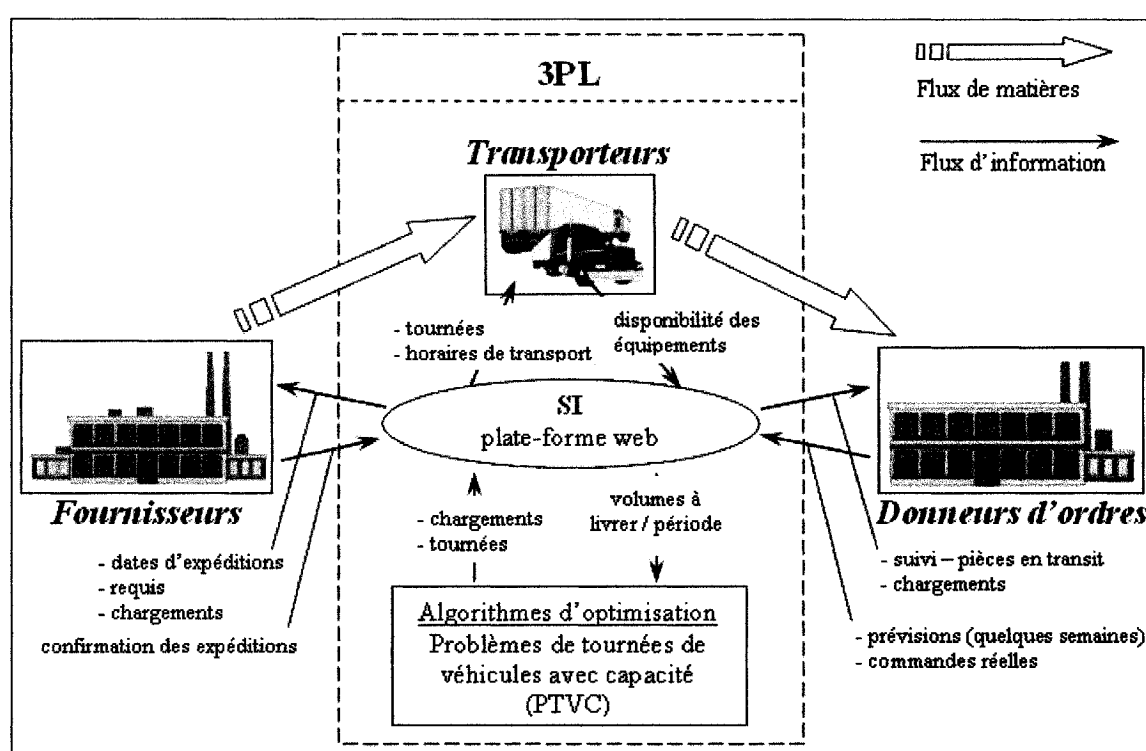 3PL
Flux de matières
Flux d'information
Transporteurs
- tournées
- horaires de transport
disponibilité des
équipements
SI
plate-forme web
Fournisseurs
- dates d'expéditions
- requis
- chargements
confirmation des expéditions
- chargements
- tournées
volumes à
livrer / période
Donneurs d'ordres
- suivi – pièces en transit
- chargements
- prévisions (quelques semaines)
- commandes réelles
Algorithmes d'optimisation
Problèmes de tournées de
véhicules avec capacité
(PTVC)